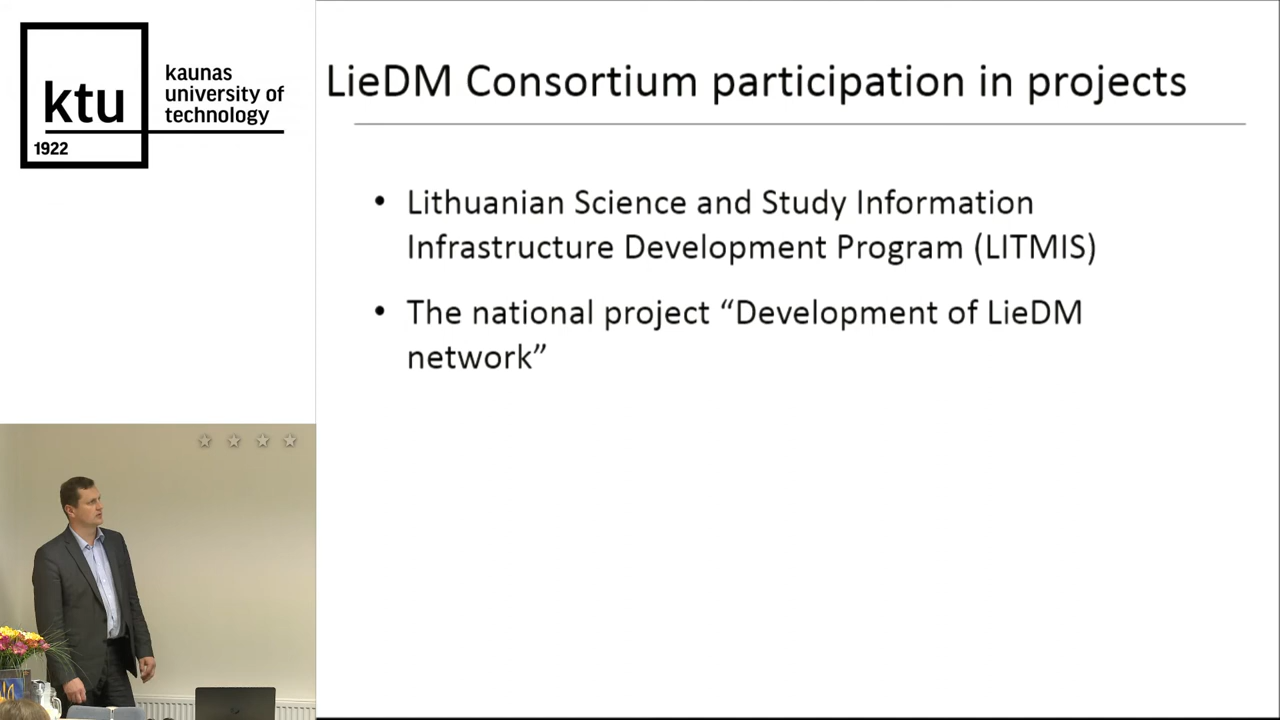 ktu
1922
kaunas
university of
technology
LieDM Consortium participation in projects
• Lithuanian Science and Study Information
Infrastructure Development Program (LITMIS)
• The national project “Development of LieDM
network”